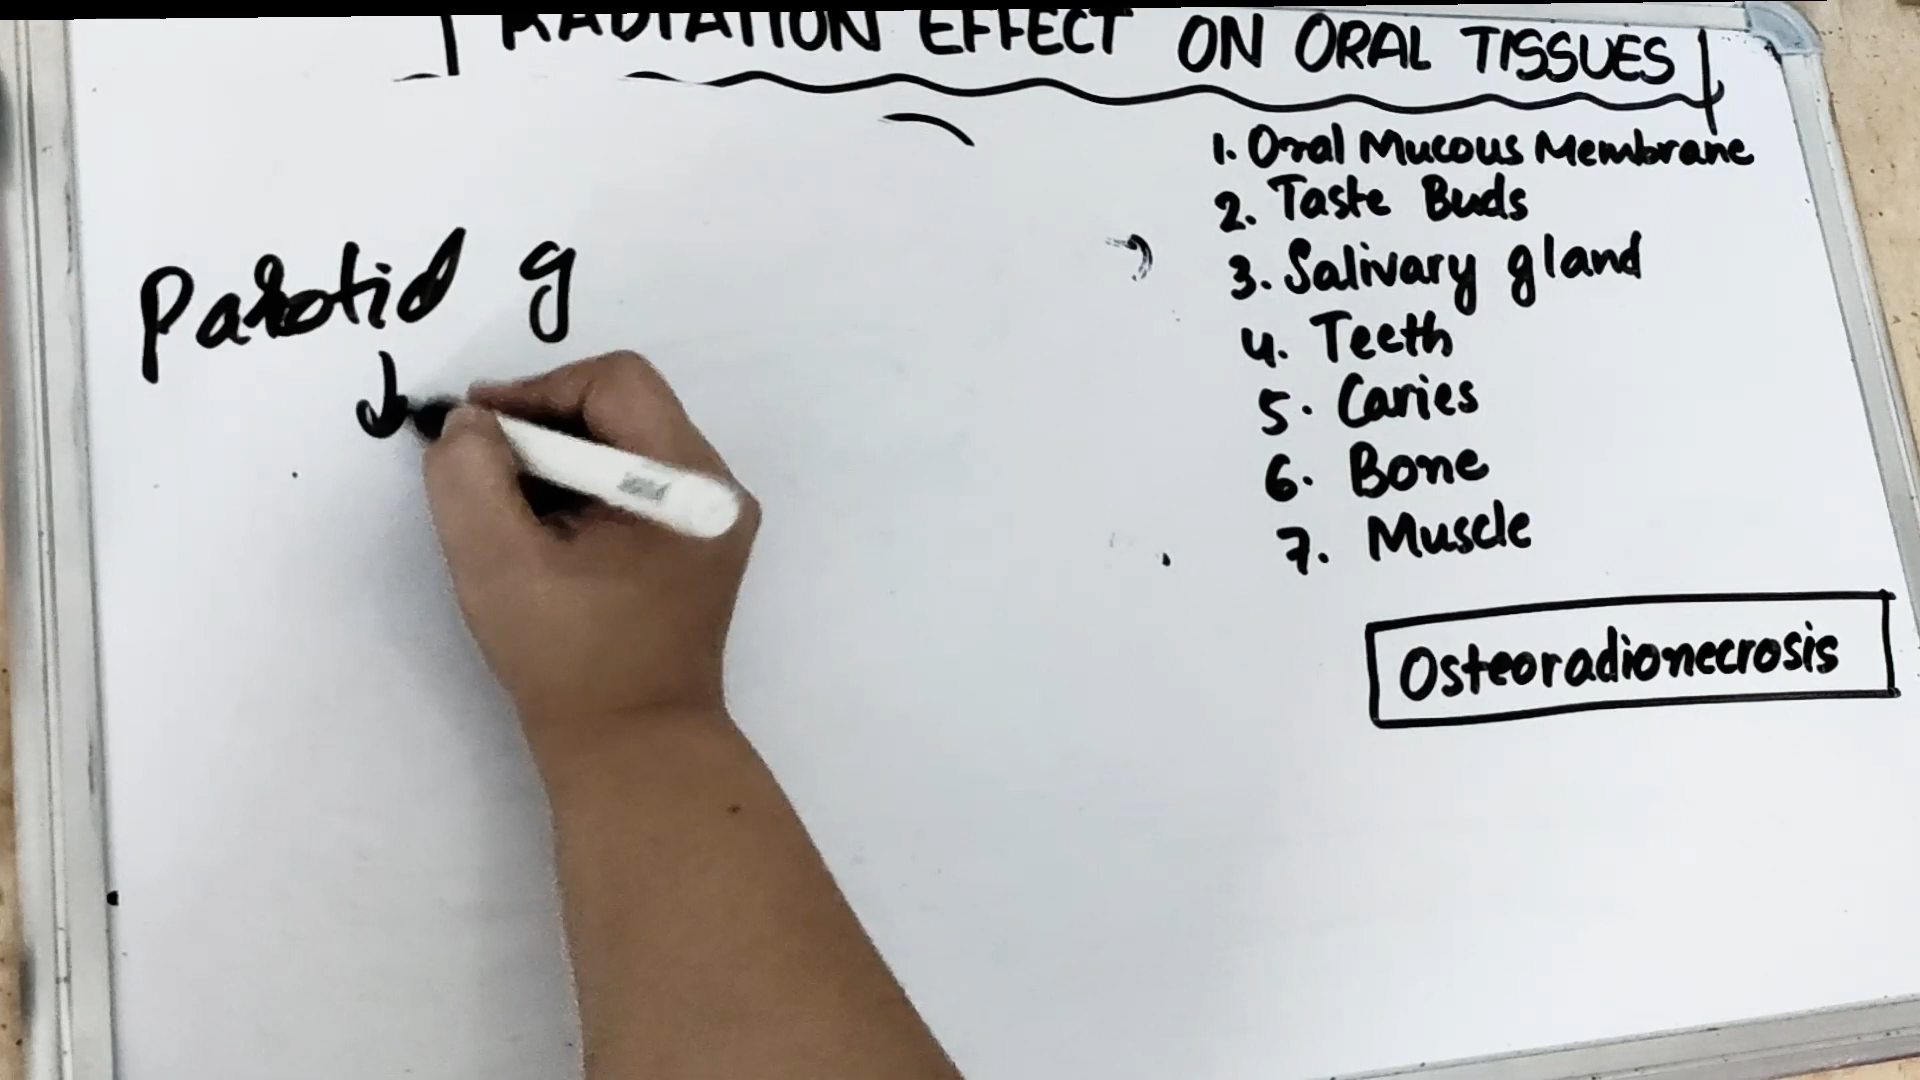 RADIATION EFFECT ON ORAL TISSUES
1. Oral Mucous Membrane
2. Taste Buds
3. Salivary gland
4. Teeth
5. Caries
6. Bone
7. Muscle
Osteoradionecrosis
Parotid g